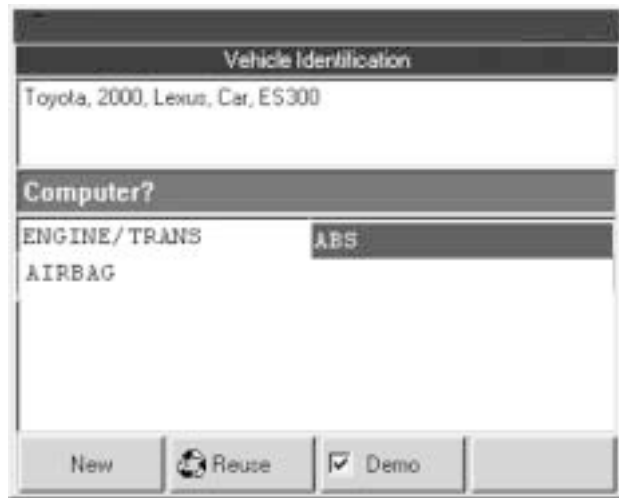 Vehicle Identification
Toyota, 2000, Lexus, Car, ES300
Computer?
ENGINE/TRANS ABS
AIRBAG
New Reuse Demo